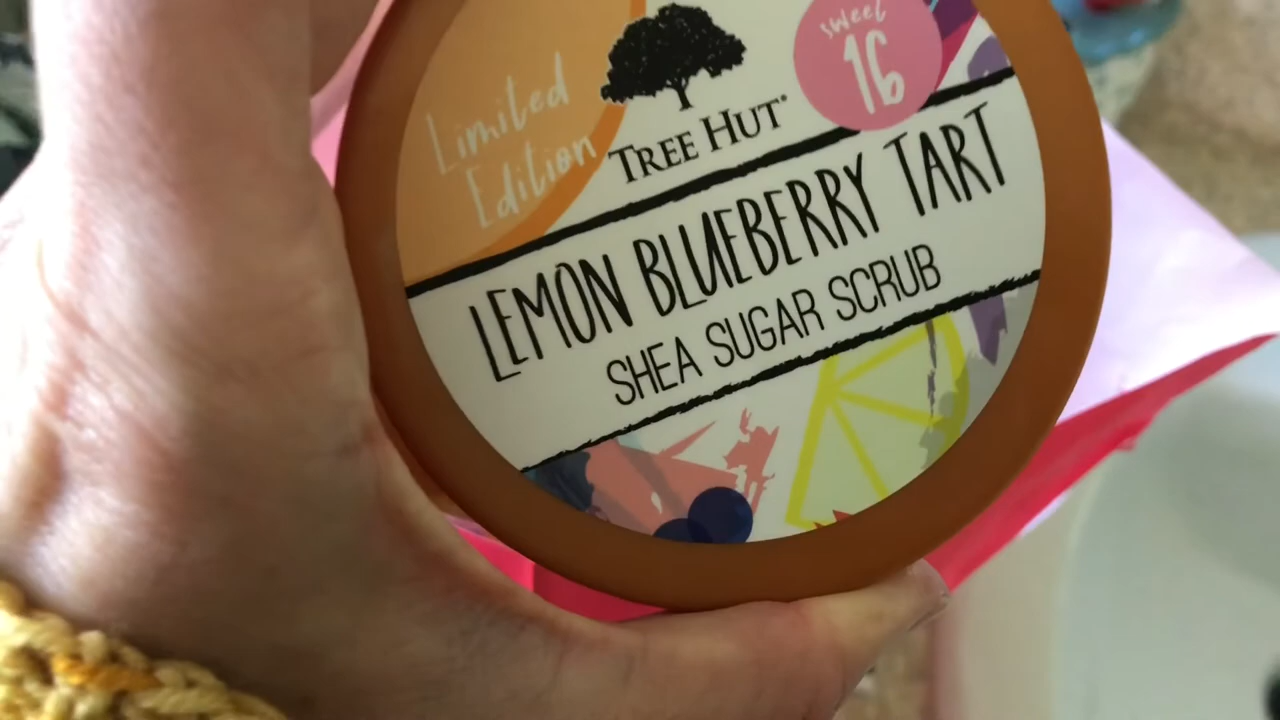 Limited
Edition
TREE HUT®
sweet
16
LEMON BLUEBERRY TART
SHEA SUGAR SCRUB